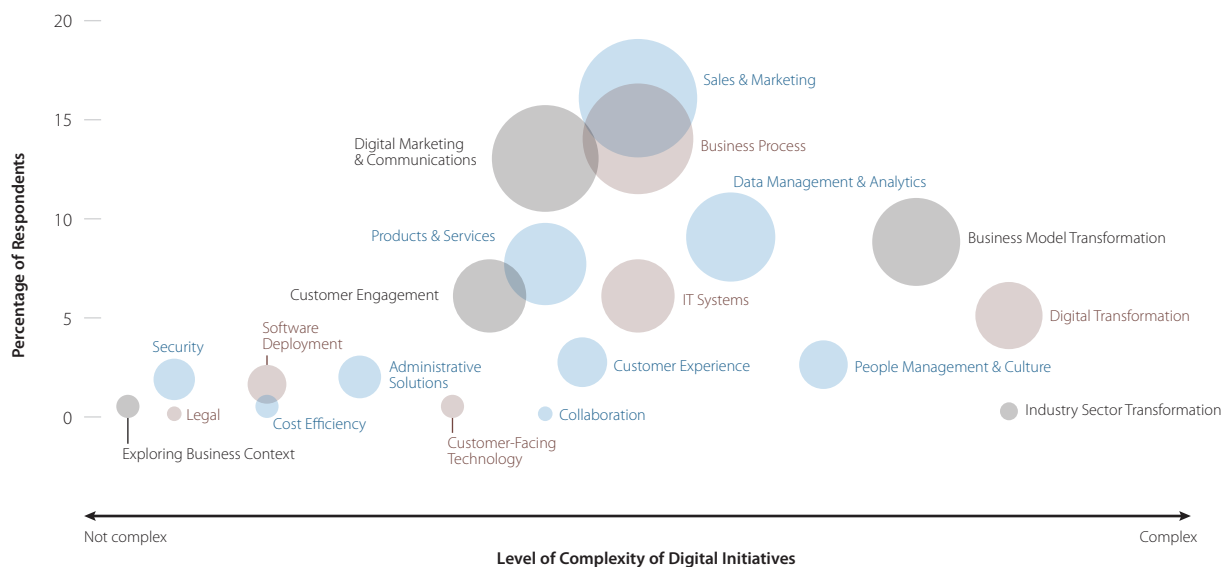 20
Sales & Marketing
15
Digital Marketing
& Communications
Business Process
Data Management & Analytics
Percentage of Respondents
10
Products & Services
Business Model Transformation
Customer Engagement
IT Systems
5
Digital Transformation
Software
Deployment
Security
Administrative
Solutions
Customer Experience
People Management & Culture
0
Legal
Cost Efficiency
Collaboration
Industry Sector Transformation
Customer-Facing
Technology
Exploring Business Context
Not complex
Complex
Level of Complexity of Digital Initiatives